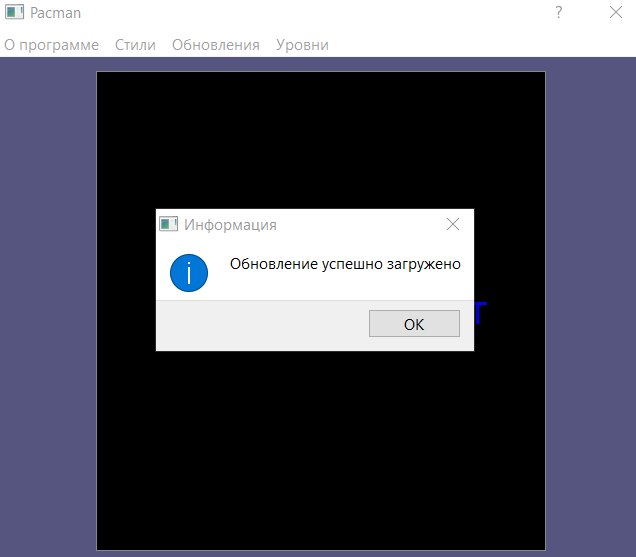 Pacman
О программе Стили Обновления Уровни
Информация
Обновление успешно загружено
OK